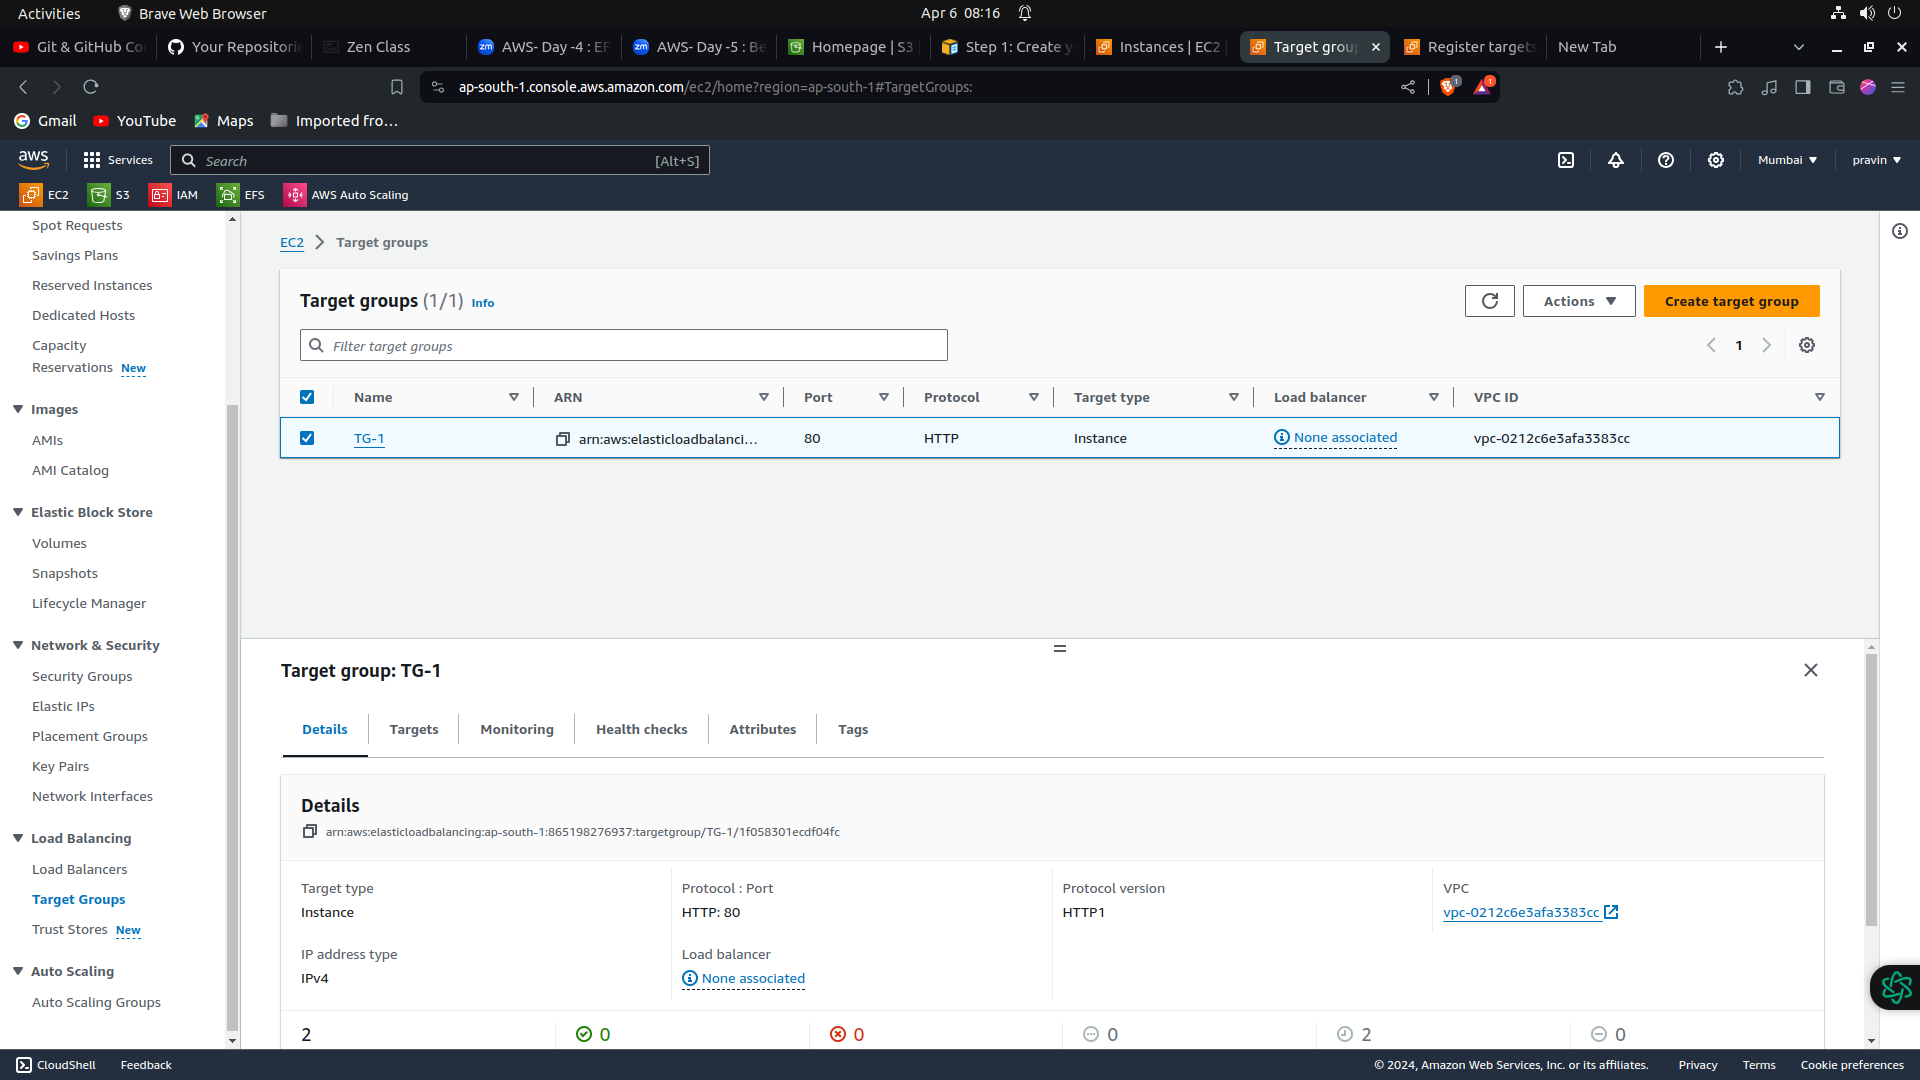 Activities
Brave Web Browser
Apr 6 08:16
Git & GitHub Co
Your Repositorie
Zen Class
AWS- Day -4 : EF
AWS- Day -5 : Be
Homepage | S3
Step 1: Create y
Instances | EC2
Target group
Register targets
New Tab
ap-south-1.console.aws.amazon.com/ec2/home?region=ap-south-1#TargetGroups:
1
1
Gmail
YouTube
Maps
Imported fro…
aws
Services
Search
[Alt+S]
Mumbai
pravin
EC2
S3
IAM
EFS
AWS Auto Scaling
Spot Requests
Savings Plans
Reserved Instances
Dedicated Hosts
Capacity
Reservations New
Images
AMIs
AMI Catalog
Elastic Block Store
Volumes
Snapshots
Lifecycle Manager
Network & Security
Security Groups
Elastic IPs
Placement Groups
Key Pairs
Network Interfaces
Load Balancing
Load Balancers
Target Groups
Trust Stores New
Auto Scaling
Auto Scaling Groups
EC2
Target groups
Target groups (1/1) Info
Actions
Create target group
Filter target groups
1
Name
ARN
Port
Protocol
Target type
Load balancer
VPC ID
TG-1
arn:aws:elasticloadbalanci…
80
HTTP
Instance
None associated
vpc-0212c6e3afa3383cc
Target group: TG-1
Details
Targets
Monitoring
Health checks
Attributes
Tags
Details
arn:aws:elasticloadbalancing:ap-south-1:865198276937:targetgroup/TG-1/1f058301ecdf04fc
Target type
Instance
Protocol : Port
HTTP: 80
Protocol version
HTTP1
VPC
vpc-0212c6e3afa3383cc
IP address type
IPv4
Load balancer
None associated
2
0
0
0
2
0
CloudShell
Feedback
© 2024, Amazon Web Services, Inc. or its affiliates.
Privacy
Terms
Cookie preferences